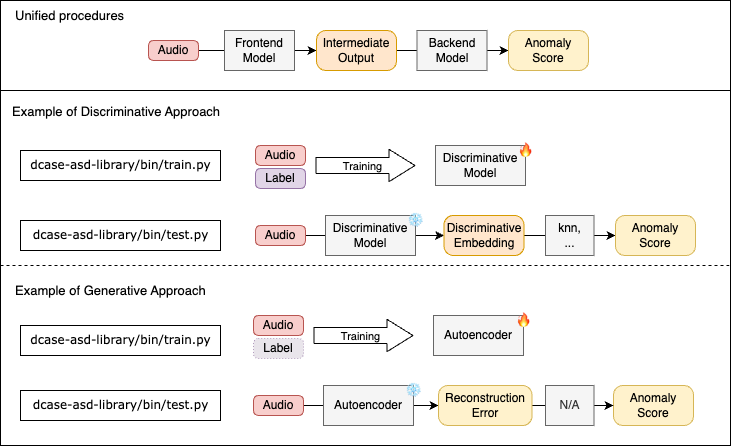 Unified procedures
Audio
Frontend
Model
Intermediate
Output
Backend
Model
Anomaly
Score
Example of Discriminative Approach
dcase-asd-library/bin/train.py
Audio
Label
Training
Discriminative
Model
dcase-asd-library/bin/test.py
Audio
Discriminative
Model
Discriminative
Embedding
knn,
...
Anomaly
Score
Example of Generative Approach
dcase-asd-library/bin/train.py
Audio
Label
Training
Autoencoder
dcase-asd-library/bin/test.py
Audio
Autoencoder
Reconstruction
Error
N/A
Anomaly
Score